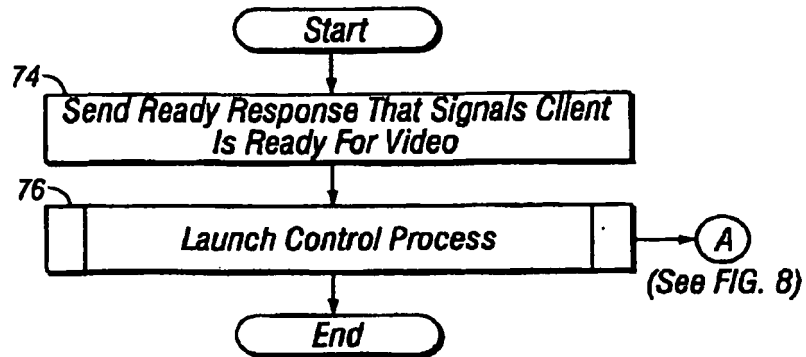 Start
74
Send Ready Response That Signals Client
Is Ready For Video
76
Launch Control Process
A
(See FIG. 8)
End